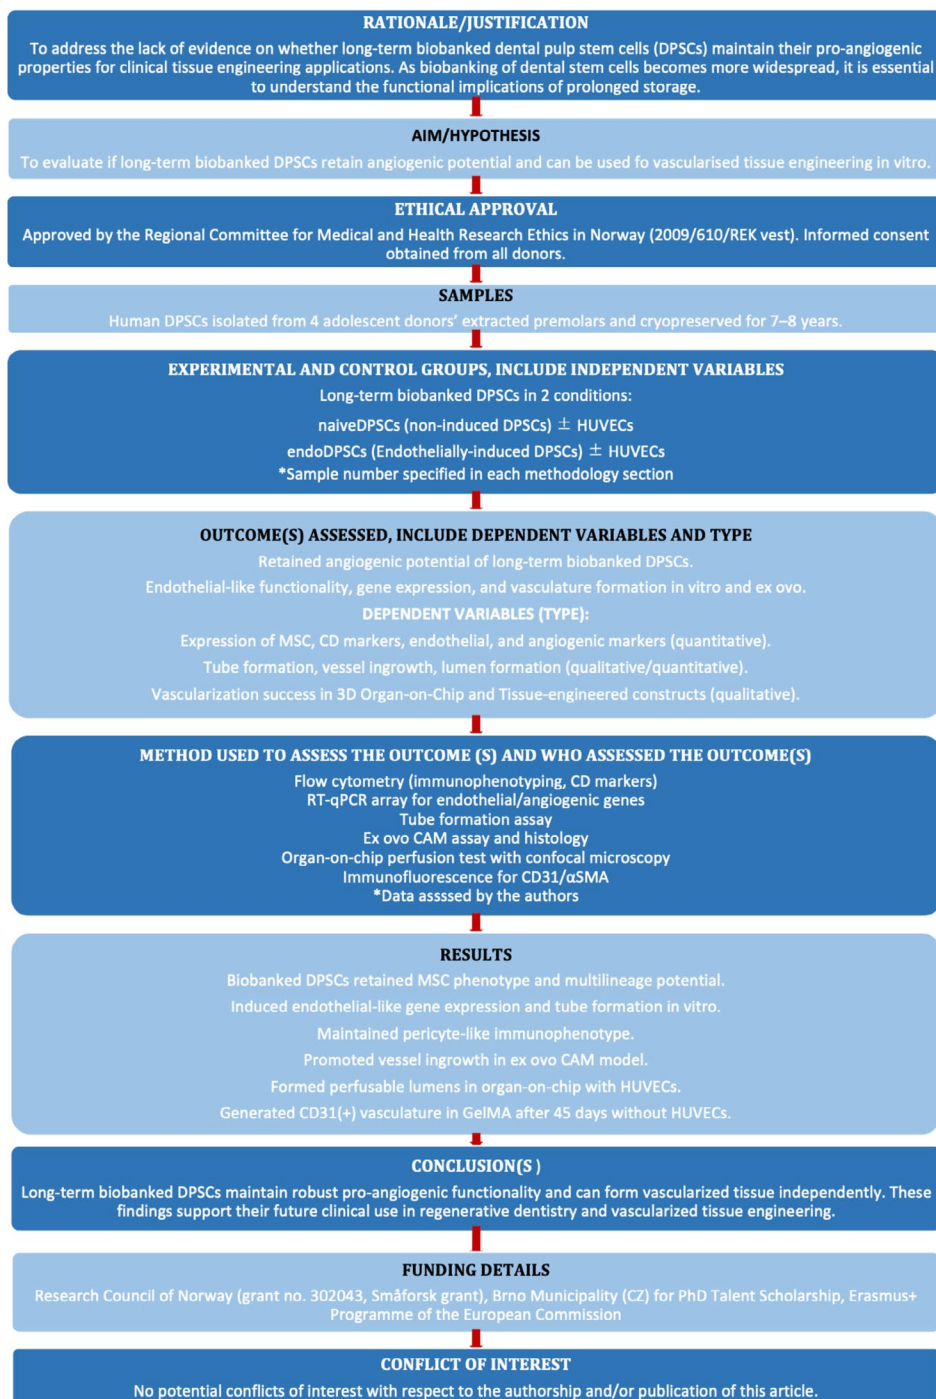 RATIONALE/JUSTIFICATION
To address the lack of evidence on whether long-term biobanked dental pulp stem cells (DPSCs) maintain their pro-angiogenic
properties for clinical tissue engineering applications. As biobanking of dental stem cells becomes more widespread, it is essential
to understand the functional implications of prolonged storage.
AIM/HYPOTHESIS
To evaluate if long-term biobanked DPSCs retain angiogenic potential and can be used fo vascularised tissue engineering in vitro.
ETHICAL APPROVAL
Approved by the Regional Committee for Medical and Health Research Ethics in Norway (2009/610/REK vest). Informed consent
obtained from all donors.
SAMPLES
Human DPSCs isolated from 4 adolescent donors’ extracted premolars and cryopreserved for 7–8 years.
EXPERIMENTAL AND CONTROL GROUPS, INCLUDE INDEPENDENT VARIABLES
Long-term biobanked DPSCs in 2 conditions:
naiveDPSCs (non-induced DPSCs) ± HUVECs
endoDPSCs (Endothelially-induced DPSCs) ± HUVECs
*Sample number specified in each methodology section
OUTCOME(S) ASSESSED, INCLUDE DEPENDENT VARIABLES AND TYPE
Retained angiogenic potential of long-term biobanked DPSCs.
Endothelial-like functionality, gene expression, and vasculature formation in vitro and ex ovo.
DEPENDENT VARIABLES (TYPE):
Expression of MSC, CD markers, endothelial, and angiogenic markers (quantitative).
Tube formation, vessel ingrowth, lumen formation (qualitative/quantitative).
Vascularization success in 3D Organ-on-Chip and Tissue-engineered constructs (qualitative).
METHOD USED TO ASSESS THE OUTCOME (S) AND WHO ASSESSED THE OUTCOME(S)
Flow cytometry (immunophenotyping, CD markers)
RT-qPCR array for endothelial/angiogenic genes
Tube formation assay
Ex ovo CAM assay and histology
Organ-on-chip perfusion test with confocal microscopy
Immunofluorescence for CD31/αSMA
*Data assssed by the authors
RESULTS
Biobanked DPSCs retained MSC phenotype and multilineage potential.
Induced endothelial-like gene expression and tube formation in vitro.
Maintained pericyte-like immunophenotype.
Promoted vessel ingrowth in ex ovo CAM model.
Formed perfusable lumens in organ-on-chip with HUVECs.
Generated CD31(+) vasculature in GelMA after 45 days without HUVECs.
CONCLUSION(S )
Long-term biobanked DPSCs maintain robust pro-angiogenic functionality and can form vascularized tissue independently. These
findings support their future clinical use in regenerative dentistry and vascularized tissue engineering.
FUNDING DETAILS
Research Council of Norway (grant no. 302043, Småforsk grant), Brno Municipality (CZ) for PhD Talent Scholarship, Erasmus+
Programme of the European Commission
CONFLICT OF INTEREST
No potential conflicts of interest with respect to the authorship and/or publication of this article.